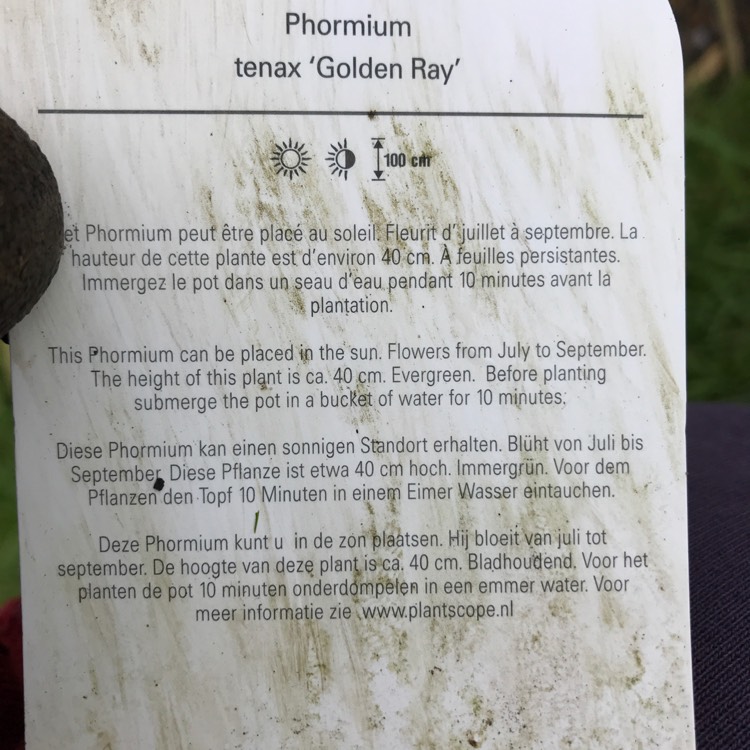 Phormium
tenax ‘Golden Ray’
100 cm
et Phormium peut être placé au soleil. Fleurit d’ juillet à septembre. La
hauteur de cette plante est d’environ 40 cm. À feuilles persistantes.
Immergez le pot dans un seau d’eau pendant 10 minutes avant la
plantation.
This Phormium can be placed in the sun. Flowers from July to September.
The height of this plant is ca. 40 cm. Evergreen. Before planting
submerge the pot in a bucket of water for 10 minutes.
Diese Phormium kan einen sonnigen Standort erhalten. Blüht von Juli bis
September. Diese Pflanze ist etwa 40 cm hoch. Immergrün. Voor dem
Pflanzen den Topf 10 Minuten in einem Eimer Wasser eintauchen.
Deze Phormium kunt u in de zon plaatsen. Hij bloeit van juli tot
september. De hoogte van deze plant is ca. 40 cm. Bladhoudend. Voor het
planten de pot 10 minuten onderdompelen in een emmer water. Voor
meer informatie zie www.plantscope.nl